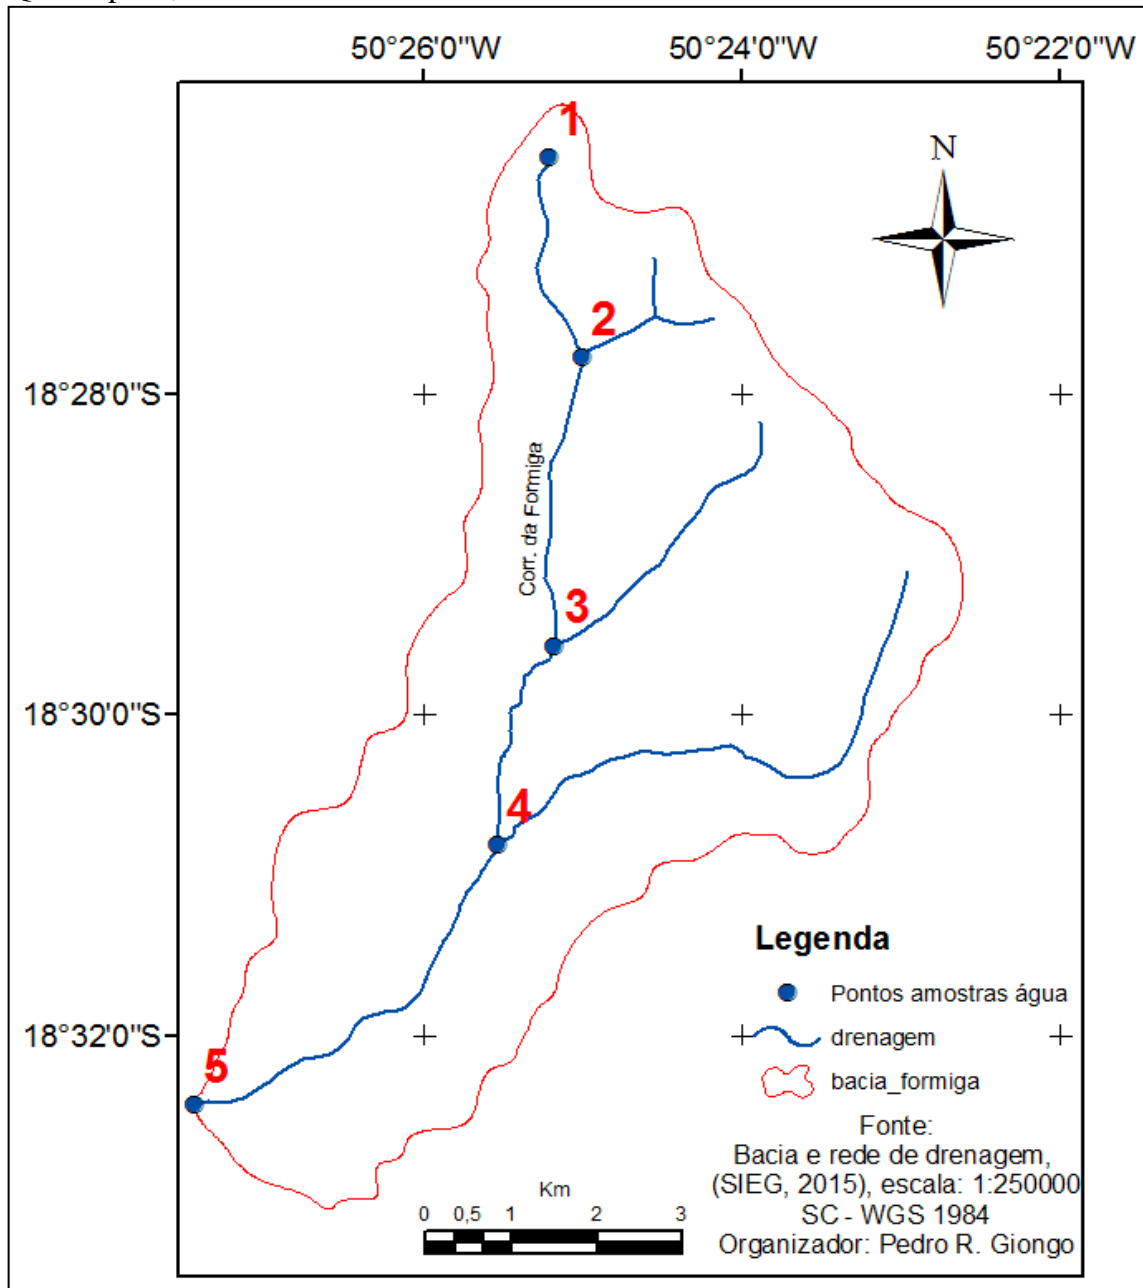 50°26'0"W 50°24'0"W 50°22'0"W
1
N
2
18°28'0"S
Corr. da Formiga
3
18°30'0"S
4
Legenda
Pontos amostras água
18°32'0"S
drenagem
5
bacia_formiga
Fonte:
Bacia e rede de drenagem,
(SIEG, 2015), escala: 1:250000
SC - WGS 1984
Organizador: Pedro R. Giongo
Km
0 0,5 1 2 3